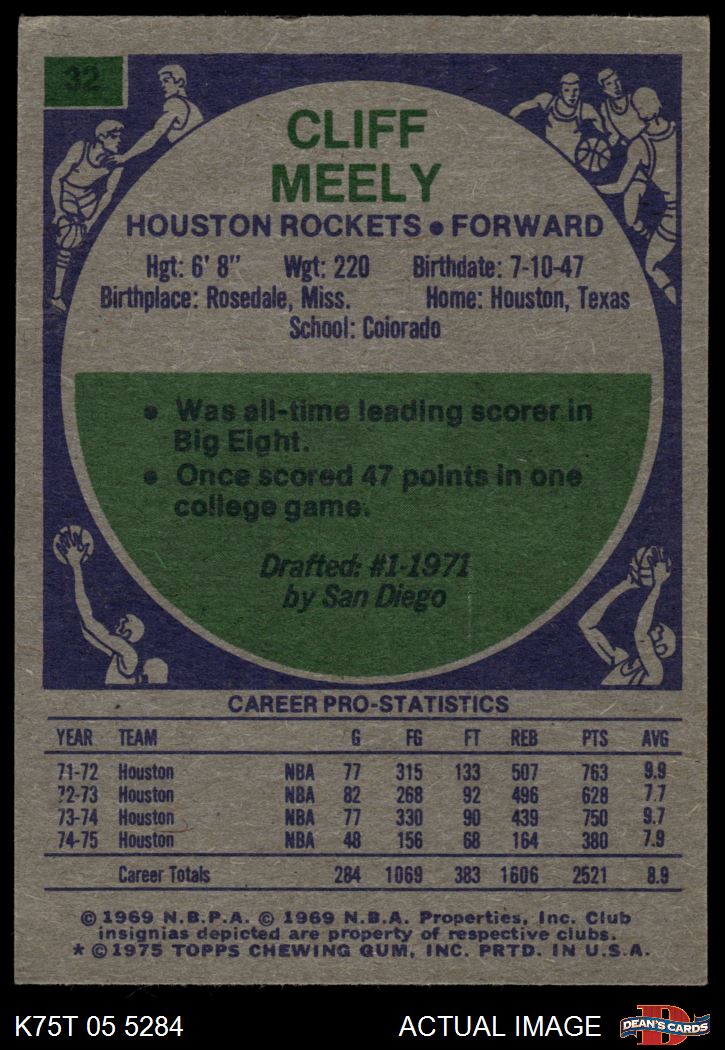 32
CLIFF
MEELY
HOUSTON ROCKETS • FORWARD
Hgt: 6' 8" Wgt: 220 Birthdate: 7-10-47
Birthplace: Rosedale, Miss. Home: Houston, Texas
School: Colorado
• Was all-time leading scorer in
Big Eight.
• Once scored 47 points in one
college game.
Drafted: #1-1971
by San Diego
CAREER PRO-STATISTICS
YEAR TEAM G FG FT REB PTS AVG
71-72 Houston NBA 77 315 133 507 763 9.9
72-73 Houston NBA 82 268 92 496 628 7.7
73-74 Houston NBA 77 330 90 439 750 9.7
74-75 Houston NBA 48 156 68 164 380 7.9
Career Totals 284 1069 383 1606 2521 8.9
© 1969 N.B.P.A. © 1969 N.B.A. Properties, Inc. Club
insignias depicted are property of respective clubs.
* © 1975 TOPPS CHEWING GUM, INC. PRTD. IN U.S.A.
K75T 05 5284 ACTUAL IMAGE D DEAN'S CARDS